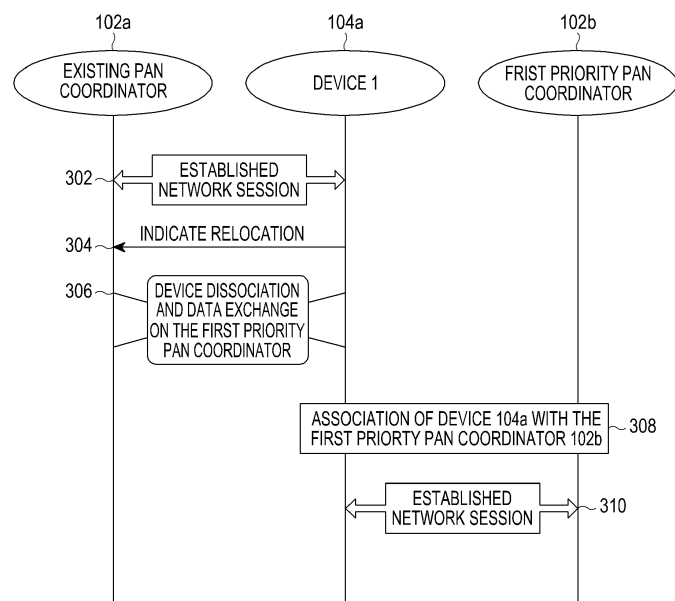 102a
104a
102b
EXISTING PAN
COORDINATOR
DEVICE 1
FRIST PRIORITY PAN
COORDINATOR
302
ESTABLISHED
NETWORK SESSION
304
INDICATE RELOCATION
306
DEVICE DISSOCIATION
AND DATA EXCHANGE
ON THE FIRST PRIORITY
PAN COORDINATOR
ASSOCIATION OF DEVICE 104a WITH THE
FIRST PRIORTY PAN COORDINATOR 102b
308
ESTABLISHED
NETWORK SESSION
310